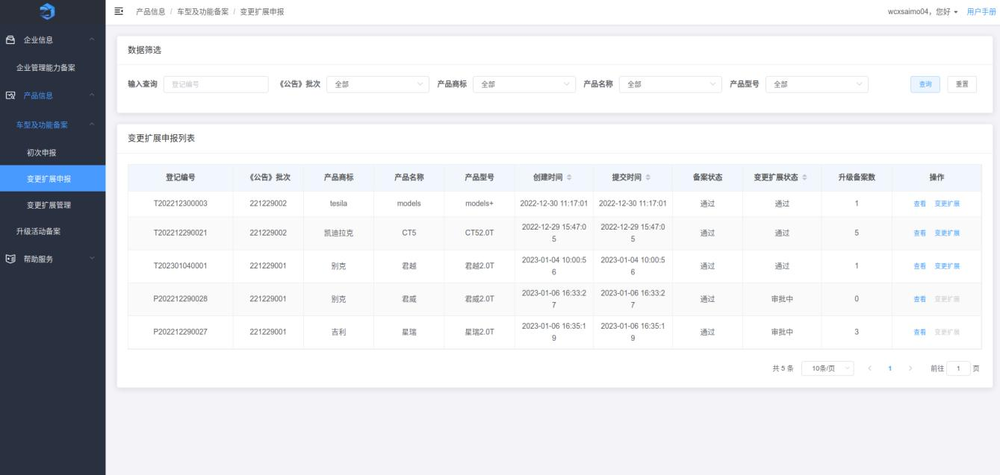 产品信息 / 车型及功能备案 / 变更扩展申报
wcxsaimo04，您好 用户手册
企业信息
企业管理能力备案
产品信息
车型及功能备案
初次申报
变更扩展申报
变更扩展管理
升级活动备案
帮助服务
数据筛选
输入查询 登记编号 《公告》批次 全部 产品商标 全部 产品名称 全部 产品型号 全部 查询 重置
变更扩展申报列表
登记编号 《公告》批次 产品商标 产品名称 产品型号 创建时间 提交时间 备案状态 变更扩展状态 升级备案数 操作
T202212300003 221229002 tesila models models+ 2022-12-30 11:17:01 2022-12-30 11:17:01 通过 通过 1 查看 变更扩展
T202212290021 221229002 凯迪拉克 CT5 CT52.0T 2022-12-29 15:47:05 2022-12-29 15:47:05 通过 通过 5 查看 变更扩展
T202301040001 221229001 别克 君越 君越2.0T 2023-01-04 10:00:56 2023-01-04 10:00:56 通过 通过 1 查看 变更扩展
P202212290028 221229001 别克 君威 君威2.0T 2023-01-06 16:33:27 2023-01-06 16:33:27 通过 审批中 0 查看 变更扩展
P202212290027 221229001 吉利 星瑞 星瑞2.0T 2023-01-06 16:35:19 2023-01-06 16:35:19 通过 审批中 3 查看 变更扩展
共 5 条 10条/页 1 前往 1 页